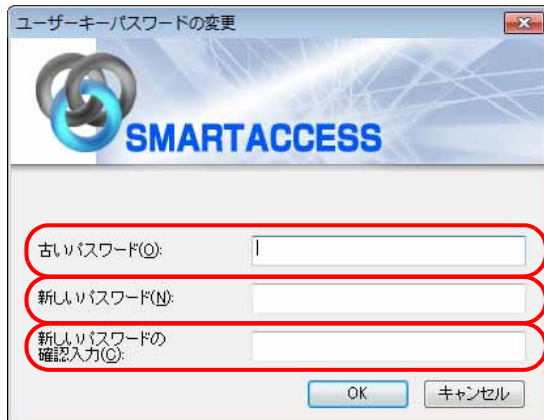 ユーザーキーパスワードの変更
SMARTACCESS
古いパスワード(O):
新しいパスワード(N):
新しいパスワードの
確認入力(C):
OK キャンセル